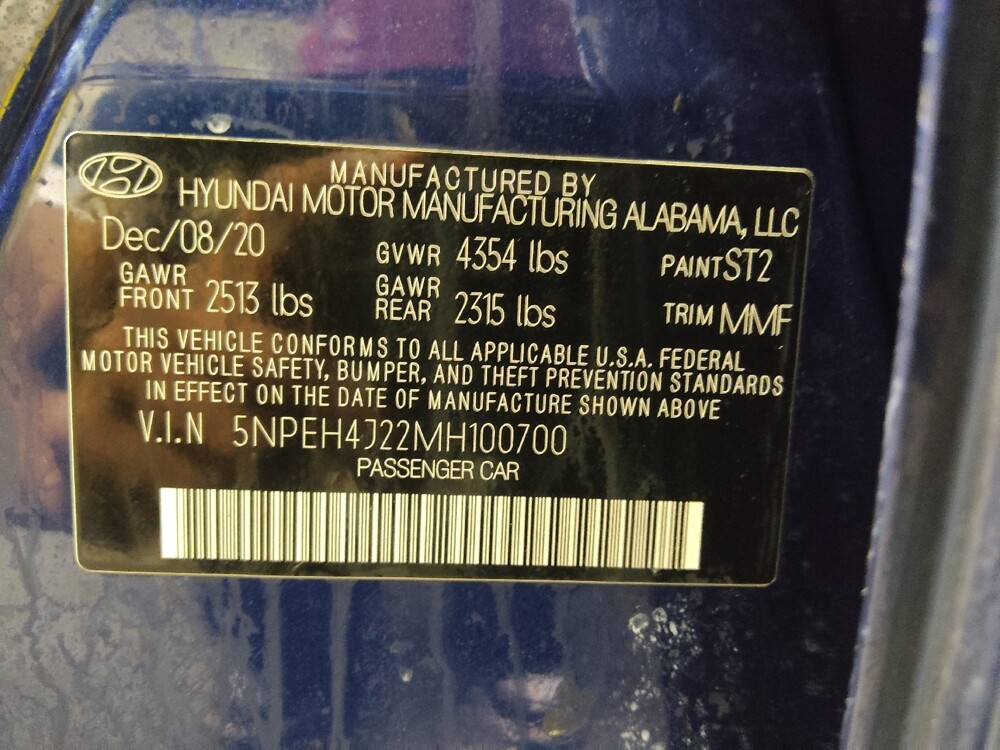 MANUFACTURED BY
HYUNDAI MOTOR MANUFACTURING ALABAMA, LLC
Dec/08/20 GVWR 4354 lbs PAINT ST2
GAWR FRONT 2513 lbs GAWR REAR 2315 lbs TRIM MMF
THIS VEHICLE CONFORMS TO ALL APPLICABLE U.S.A. FEDERAL
MOTOR VEHICLE SAFETY, BUMPER, AND THEFT PREVENTION STANDARDS
IN EFFECT ON THE DATE OF MANUFACTURE SHOWN ABOVE
V.I.N 5NPEH4J22MH100700
PASSENGER CAR